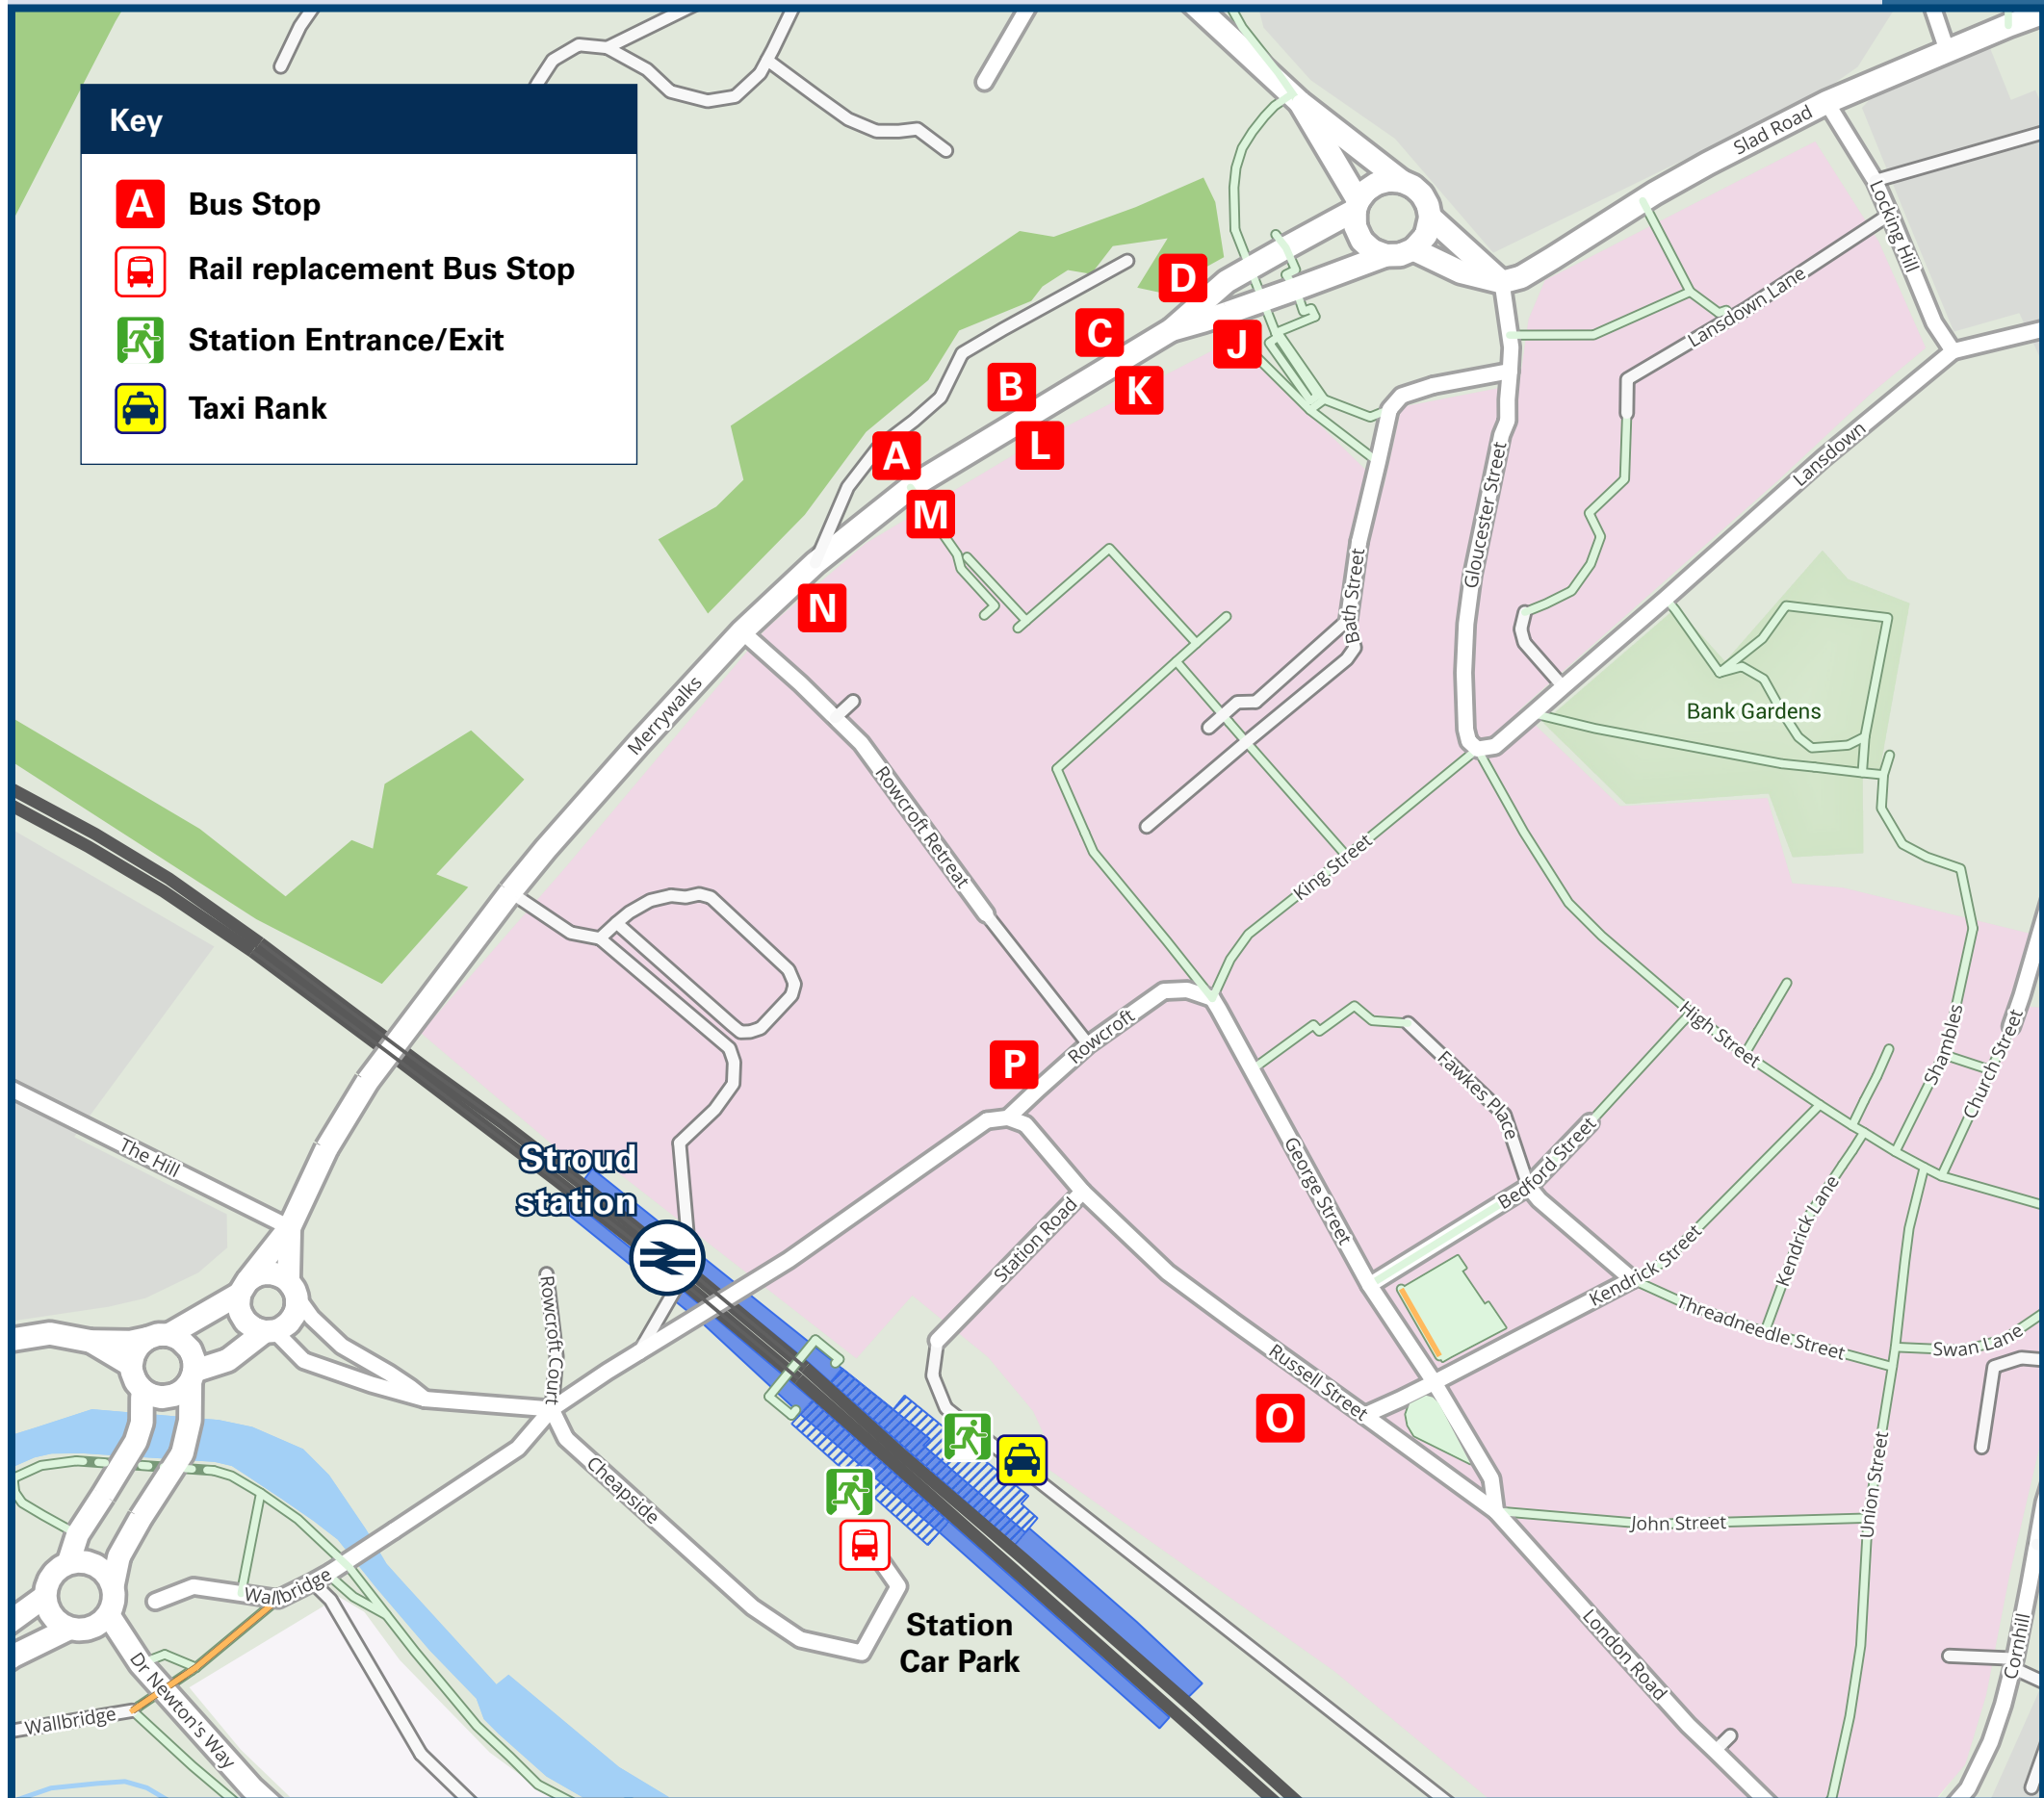 Key
A Bus Stop
Rail replacement Bus Stop
Station Entrance/Exit
Taxi Rank
Slad Road
Locking Hill
Lansdown Lane
D
C
J
B
K
L
A
M
N
Lansdown
Gloucester Street
Bath Street
Bank Gardens
Merrywalks
Rowcroft Retreat
King Street
High Street
Shambles
Church Street
Rowcroft
P
Fawkes Place
George Street
Bedford Street
The Hill
Stroud
station
Station Road
Kendrick Street
Kendrick Lane
Threadneedle Street
Swan Lane
Rowcroft Court
Russell Street
O
Cheapside
Union Street
John Street
Wallbridge
Station
Car Park
London Road
Cornhill
Dr Newton's Way
Wallbridge